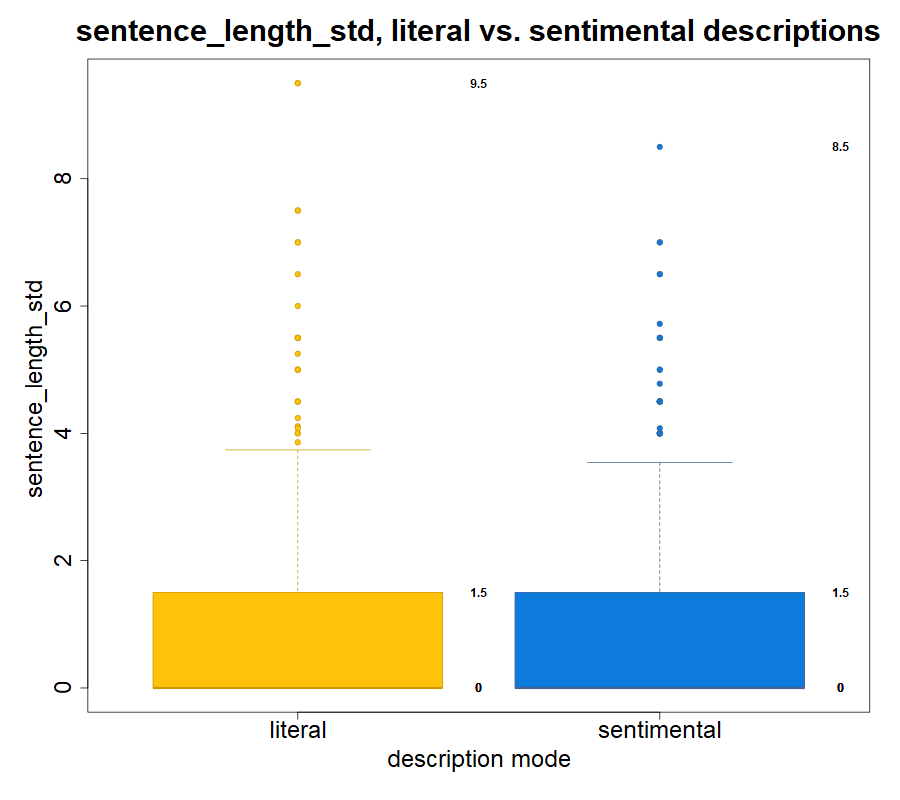 sentence_length_std, literal vs. sentimental descriptions
9.5
8.5
8
6
4
2
0
sentence_length_std
1.5
1.5
0
0
literal
sentimental
description mode